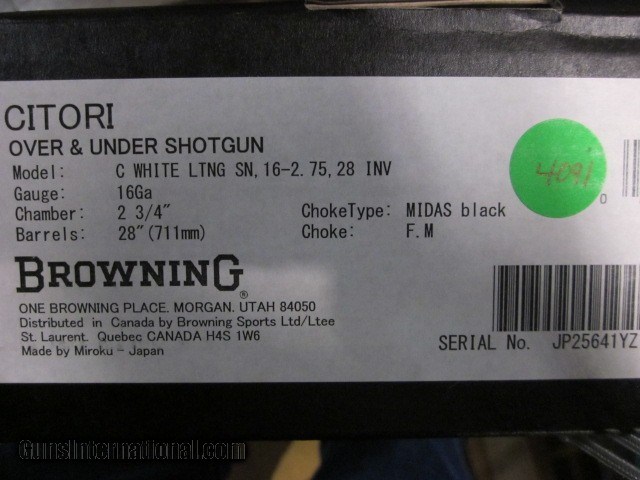 CITORI
OVER & UNDER SHOTGUN
Model: C WHITE LTNG SN,16-2.75,28 INV
Gauge: 16Ga
Chamber: 2 3/4" ChokeType: MIDAS black
Barrels: 28"(711mm) Choke: F.M
4091
0
BROWNING®
ONE BROWNING PLACE. MORGAN. UTAH 84050
Distributed in Canada by Browning Sports Ltd/Ltee
St. Laurent. Quebec CANADA H4S 1W6
Made by Miroku - Japan
SERIAL No. JP25641YZ
GunsInternational.com